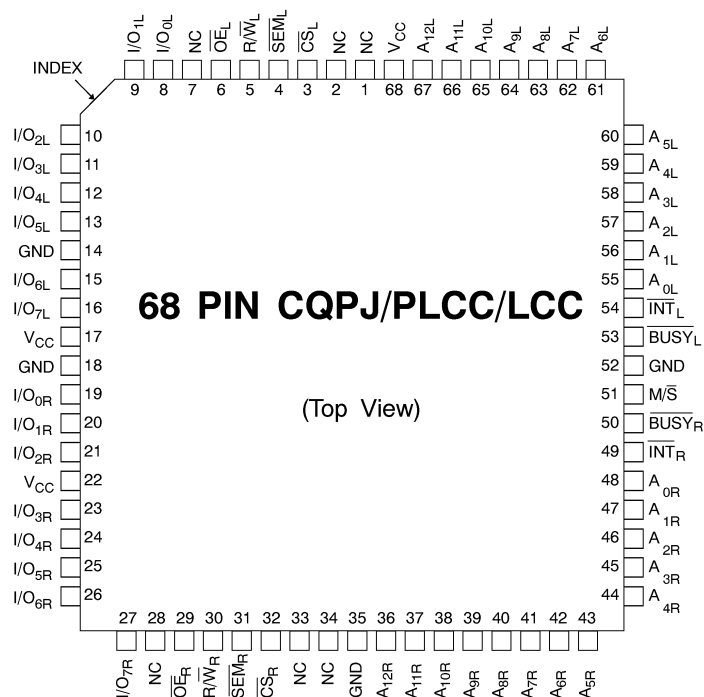 I/O1L I/O0L NC OEL R/WL SEML CSL NC NC VCC A12L A11L A10L A9L A8L A7L A6L
INDEX
9 8 7 6 5 4 3 2 1 68 67 66 65 64 63 62 61
I/O2L 10 60 A5L
I/O3L 11 59 A4L
I/O4L 12 58 A3L
I/O5L 13 57 A2L
GND 14 56 A1L
I/O6L 15 55 A0L
I/O7L 16 54 INTL
68 PIN CQPJ/PLCC/LCC
VCC 17 53 BUSYL
GND 18 52 GND
I/O0R 19 51 M/S
(Top View)
I/O1R 20 50 BUSYR
I/O2R 21 49 INTR
VCC 22 48 A0R
I/O3R 23 47 A1R
I/O4R 24 46 A2R
I/O5R 25 45 A3R
I/O6R 26 44 A4R
27 28 29 30 31 32 33 34 35 36 37 38 39 40 41 42 43
I/O7R NC OER R/WR SEMR CSR NC NC GND A12R A11R A10R A9R A8R A7R A6R A5R